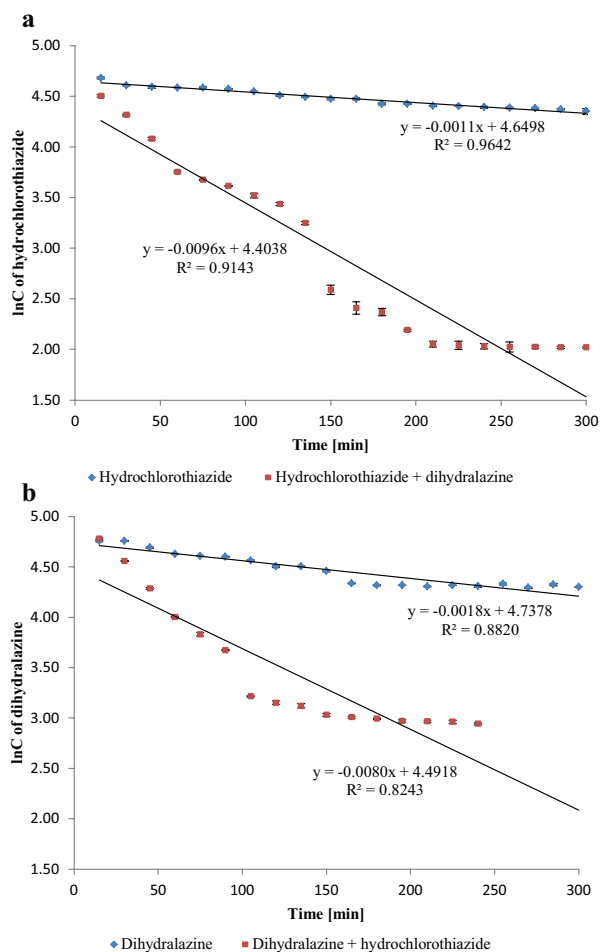 a
5.00
4.50
4.00
3.50
3.00
2.50
2.00
1.50
lnC of hydrochlorothiazide
y = -0.0011x + 4.6498
R² = 0.9642
y = -0.0096x + 4.4038
R² = 0.9143
0 50 100 150 200 250 300
Time [min]
Hydrochlorothiazide Hydrochlorothiazide + dihydralazine
b
5.00
4.50
4.00
3.50
3.00
2.50
2.00
1.50
lnC of dihydralazine
y = -0.0018x + 4.7378
R² = 0.8820
y = -0.0080x + 4.4918
R² = 0.8243
0 50 100 150 200 250 300
Time [min]
Dihydralazine Dihydralazine + hydrochlorothiazide